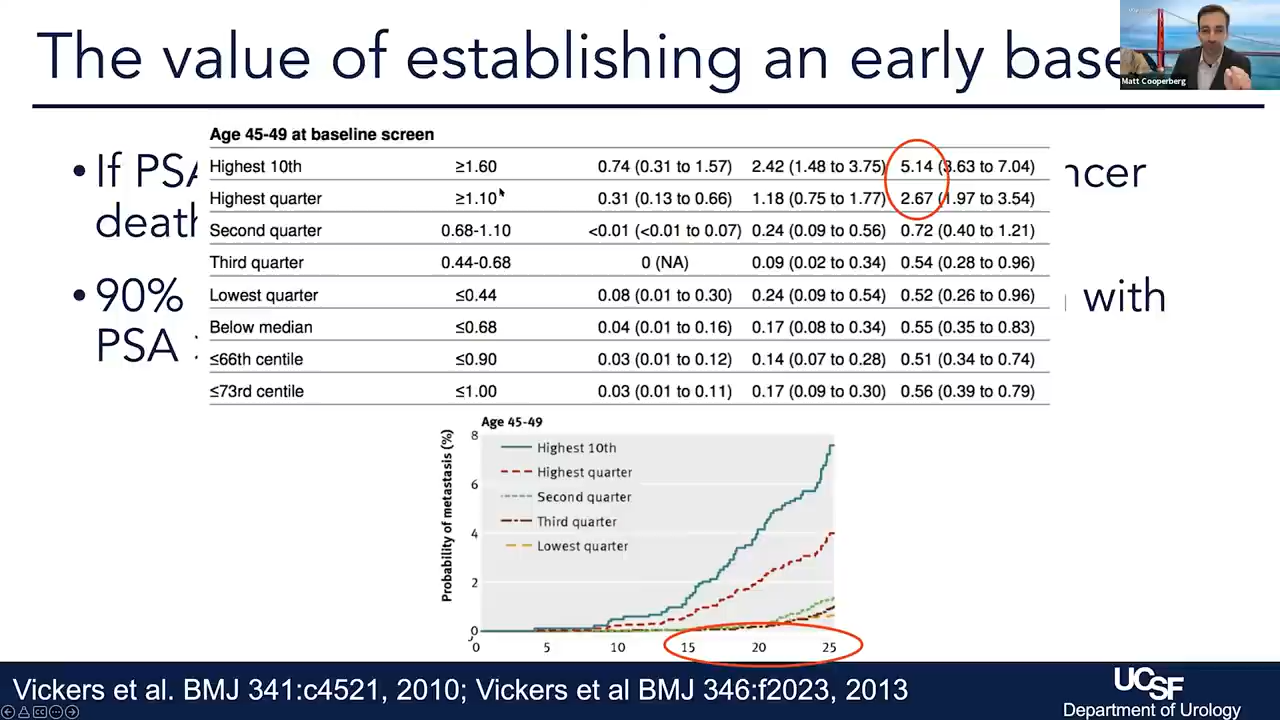 The value of establishing an early base
Matt Cooperberg
• If PSA
ncer
death
• 90%
with
PSA
Age 45-49 at baseline screen
Highest 10th ≥1.60 0.74 (0.31 to 1.57) 2.42 (1.48 to 3.75) 5.14 (3.63 to 7.04)
Highest quarter ≥1.10 0.31 (0.13 to 0.66) 1.18 (0.75 to 1.77) 2.67 (1.97 to 3.54)
Second quarter 0.68-1.10 <0.01 (<0.01 to 0.07) 0.24 (0.09 to 0.56) 0.72 (0.40 to 1.21)
Third quarter 0.44-0.68 0 (NA) 0.09 (0.02 to 0.34) 0.54 (0.28 to 0.96)
Lowest quarter ≤0.44 0.08 (0.01 to 0.30) 0.24 (0.09 to 0.54) 0.52 (0.26 to 0.96)
Below median ≤0.68 0.04 (0.01 to 0.16) 0.17 (0.08 to 0.34) 0.55 (0.35 to 0.83)
≤66th centile ≤0.90 0.03 (0.01 to 0.12) 0.14 (0.07 to 0.28) 0.51 (0.34 to 0.74)
≤73rd centile ≤1.00 0.03 (0.01 to 0.11) 0.17 (0.09 to 0.30) 0.56 (0.39 to 0.79)
Age 45-49
Probability of metastasis (%)
8
6
4
2
0
Highest 10th
Highest quarter
Second quarter
Third quarter
Lowest quarter
0 5 10 15 20 25
Vickers et al. BMJ 341:c4521, 2010; Vickers et al BMJ 346:f2023, 2013
UCSF
Department of Urology